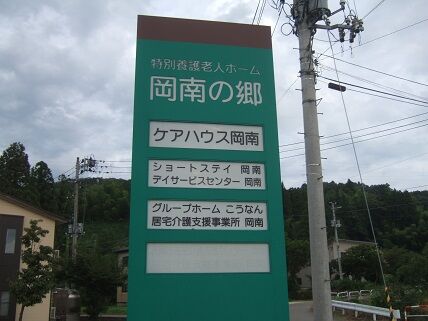 特別養護老人ホーム
岡南の郷
ケアハウス岡南
ショートステイ 岡南
デイサービスセンター 岡南
グループホーム こうなん
居宅介護支援事業所 岡南